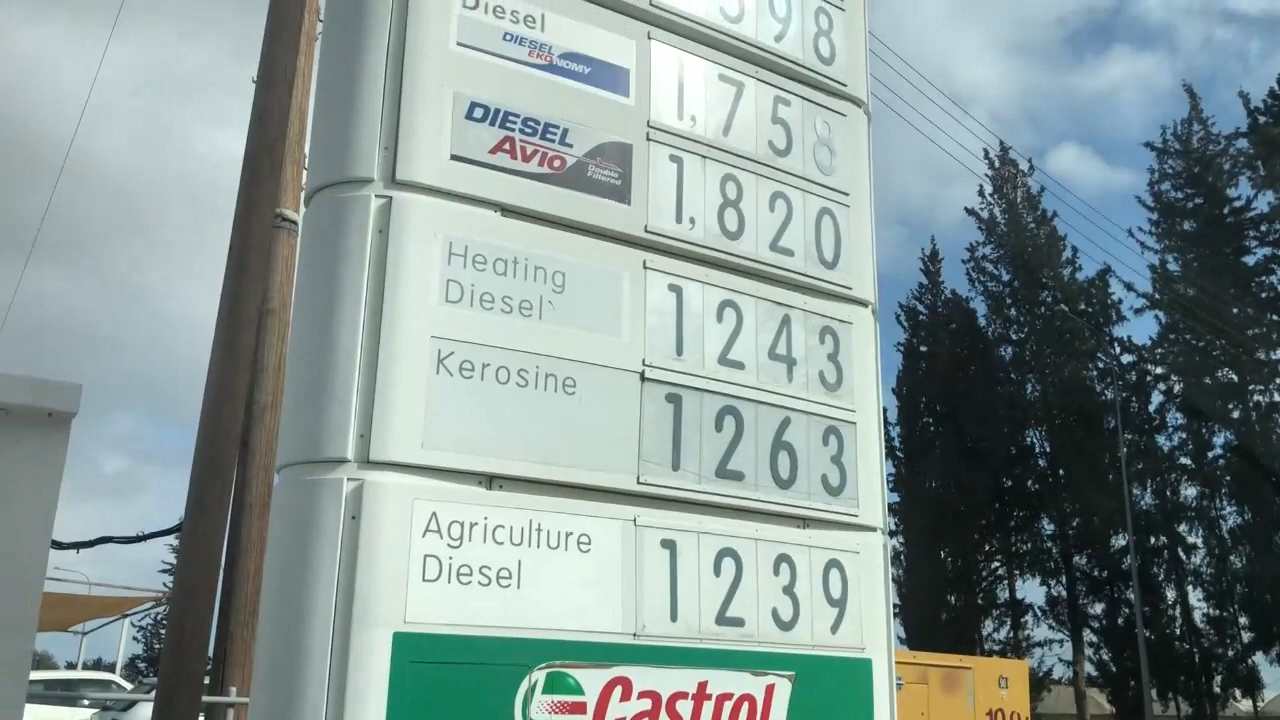 598
Diesel
DIESEL
EKONOMY
1,758
DIESEL
AVIO
Double
Filtered
1,820
Heating
Diesel
1243
Kerosine
1263
Agriculture
Diesel
1239
Castrol